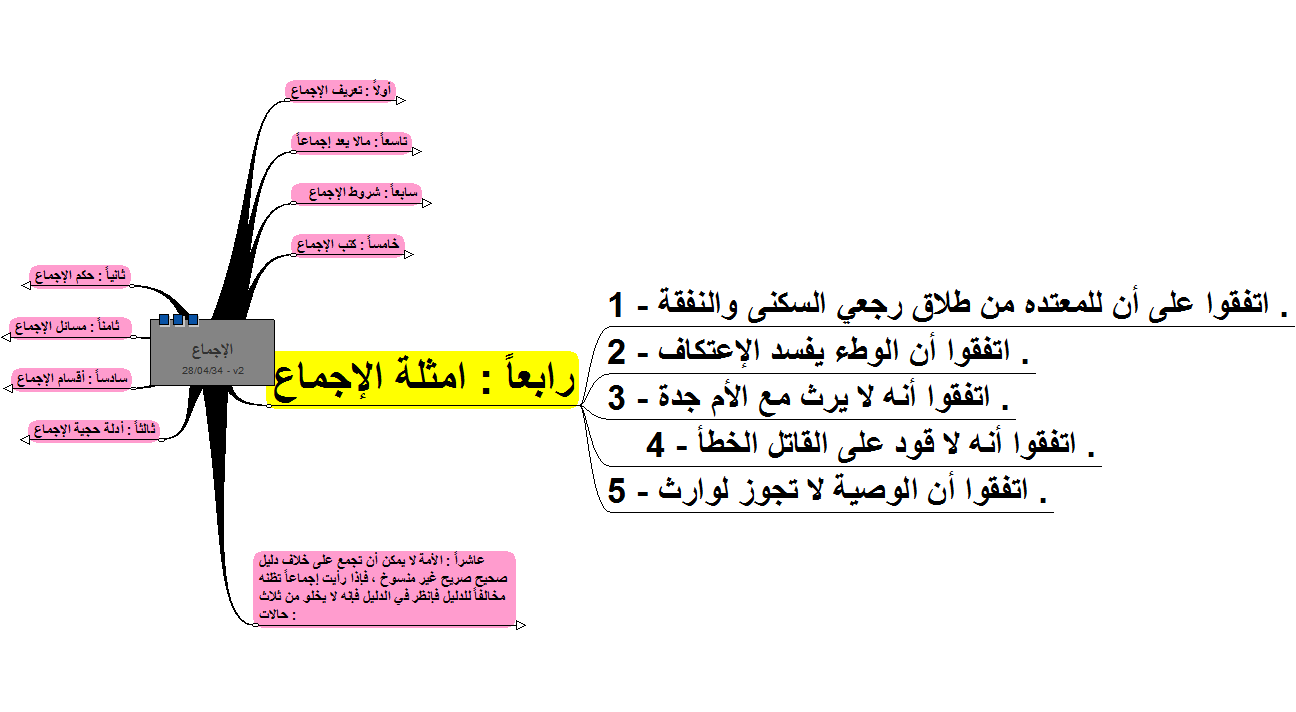 أولاً : تعريف الإجماع
تاسعاً : مالا يعد إجماعاً
سابعاً : شروط الإجماع
خامساً : كتب الإجماع
ثانياً : حكم الإجماع
ثامناً : مسائل الإجماع
سادساً : أقسام الإجماع
ثالثاً : أدلة حجية الإجماع
الإجماع
28/04/34 - v2
رابعاً : امثلة الإجماع
1 - اتفقوا على أن للمعتده من طلاق رجعي السكنى والنفقة .
2 - اتفقوا أن الوطء يفسد الإعتكاف .
3 - اتفقوا أنه لا يرث مع الأم جدة .
4 - اتفقوا أنه لا قود على القاتل الخطأ .
5 - اتفقوا أن الوصية لا تجوز لوارث .
عاشراً : الأمة لا يمكن أن تجمع على خلاف دليل
صحيح صريح غير منسوخ ، فإذا رأيت إجماعاً تظنه
مخالفاً للدليل فإنظر في الدليل فإنه لا يخلو من ثلاث
حالات :